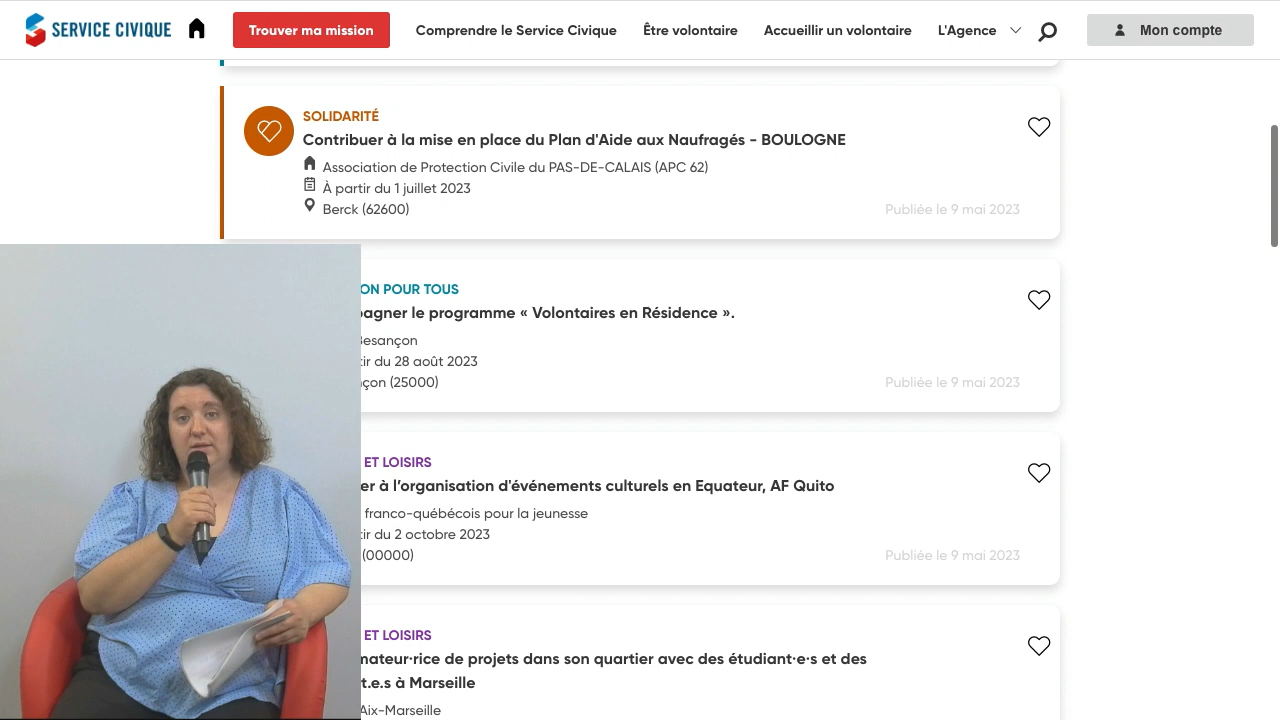 SERVICE CIVIQUE
Trouver ma mission
Comprendre le Service Civique
Être volontaire
Accueillir un volontaire
L'Agence
Mon compte
SOLIDARITÉ
Contribuer à la mise en place du Plan d'Aide aux Naufragés - BOULOGNE
Association de Protection Civile du PAS-DE-CALAIS (APC 62)
À partir du 1 juillet 2023
Berck (62600)
Publiée le 9 mai 2023
ON POUR TOUS
agner le programme « Volontaires en Résidence ».
Besançon
tir du 28 août 2023
nçon (25000)
Publiée le 9 mai 2023
ET LOISIRS
er à l’organisation d'événements culturels en Equateur, AF Quito
franco-québécois pour la jeunesse
tir du 2 octobre 2023
(00000)
Publiée le 9 mai 2023
ET LOISIRS
mateur·rice de projets dans son quartier avec des étudiant·e·s et des
t.e.s à Marseille
Aix-Marseille